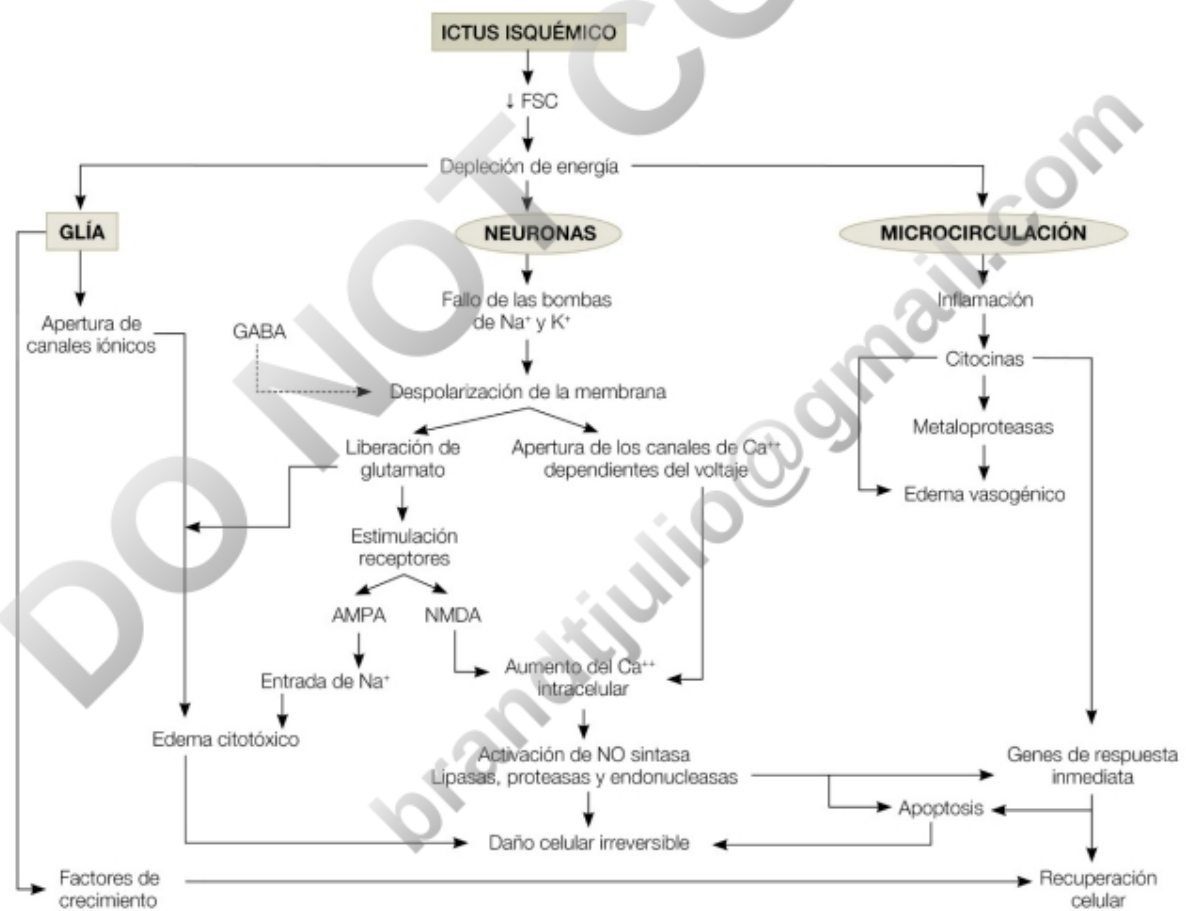 ICTUS ISQUÉMICO
↓ FSC
Depleción de energía
GLÍA
NEURONAS
MICROCIRCULACIÓN
Fallo de las bombas
de Na⁺ y K⁺
Inflamación
Apertura de
canales iónicos
GABA
Citocinas
Despolarización de la membrana
Metaloproteasas
Liberación de
glutamato
Apertura de los canales de Ca⁺⁺
dependientes del voltaje
Edema vasogénico
Estimulación
receptores
AMPA
NMDA
Entrada de Na⁺
Aumento del Ca⁺⁺
intracelular
Edema citotóxico
Activación de NO sintasa
Lipasas, proteasas y endonucleasas
Genes de respuesta
inmediata
Apoptosis
Daño celular irreversible
Factores de
crecimiento
Recuperación
celular
DO NOT CO
brandtjulio@gmail.com